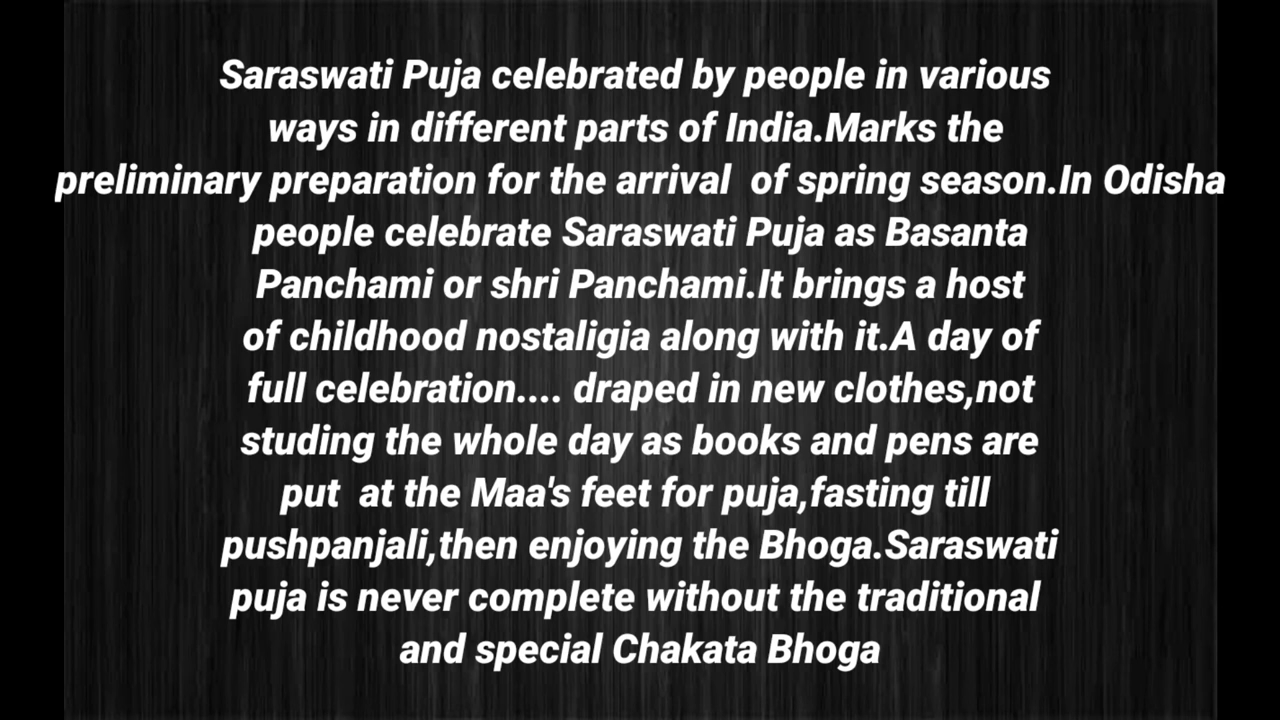 Saraswati Puja celebrated by people in various
ways in different parts of India.Marks the
preliminary preparation for the arrival  of spring season.In Odisha
people celebrate Saraswati Puja as Basanta
Panchami or shri Panchami.It brings a host
of childhood nostaligia along with it.A day of
full celebration.... draped in new clothes,not
studing the whole day as books and pens are
put  at the Maa's feet for puja,fasting till
pushpanjali,then enjoying the Bhoga.Saraswati
puja is never complete without the traditional
and special Chakata Bhoga